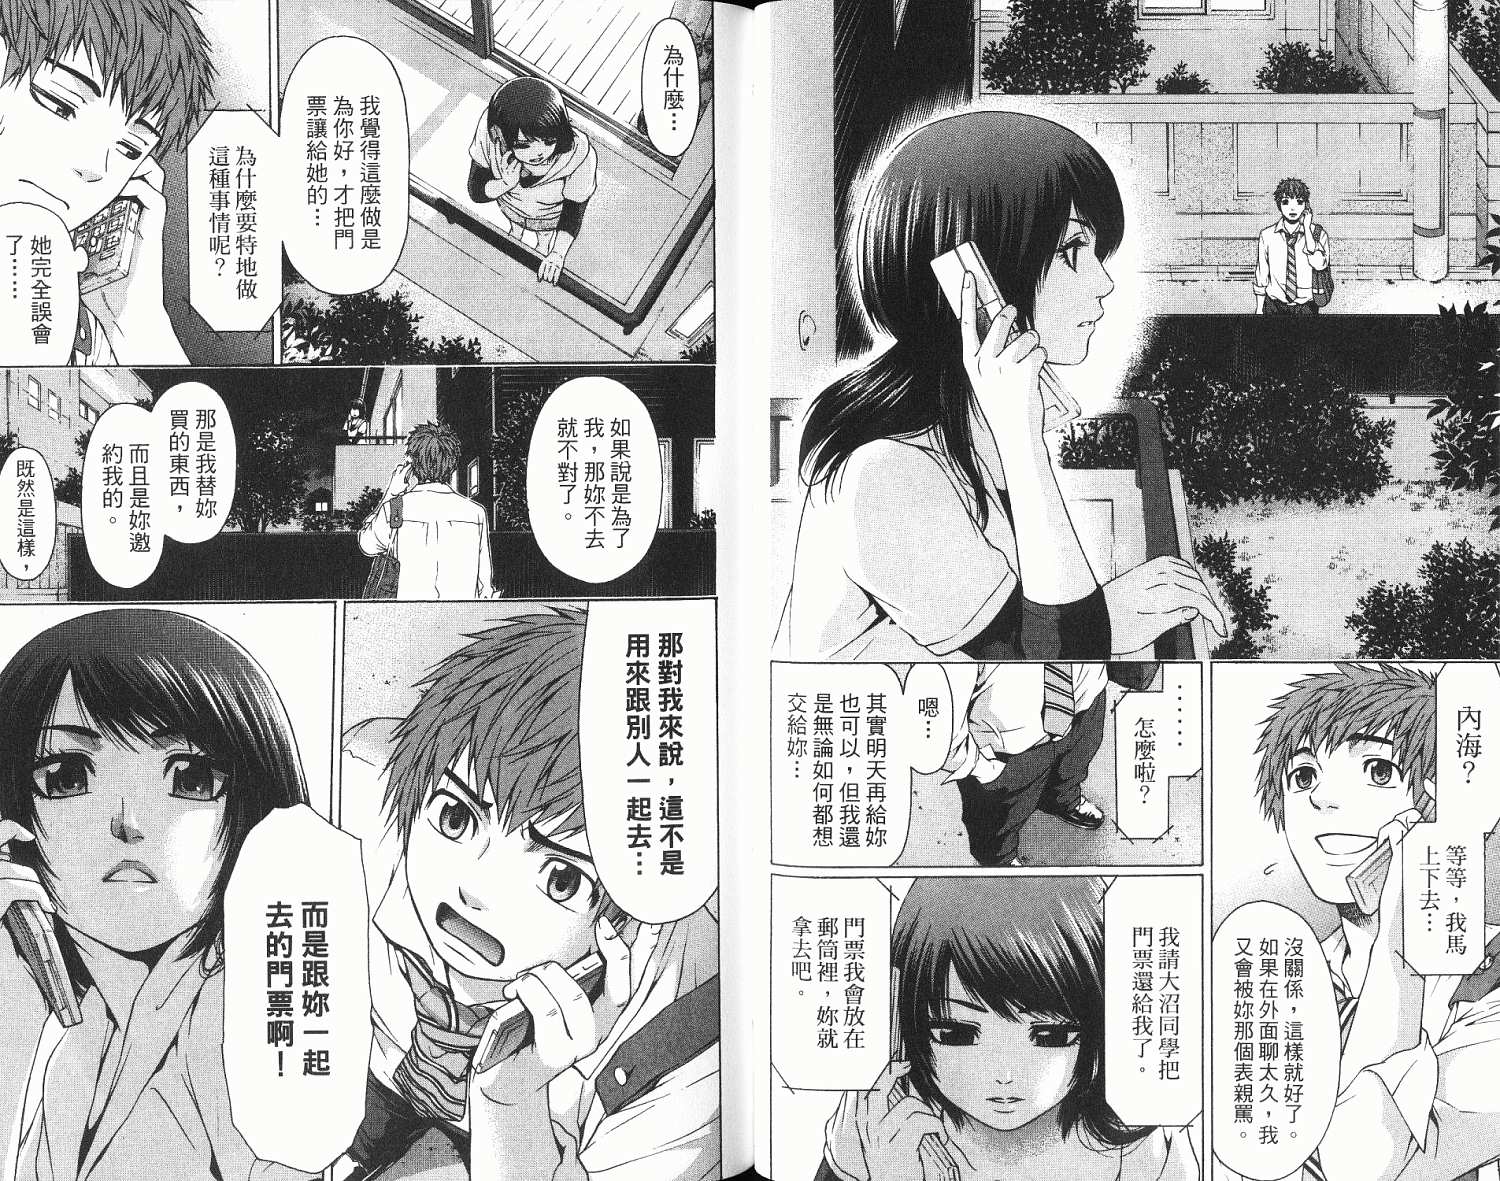 內海？
等等，我馬
上下去…
沒關係，這樣就好了。
如果在外面聊太久，我
又會被妳那個表親罵。
⋯⋯
怎麼啦？
嗯…
其實明天再給妳
也可以，但我還
是無論如何都想
交給妳…
我請大沼同學把
門票還給我了。
門票我會放在
郵筒裡，妳就
拿去吧。
為什麼…
我覺得這麼做是
為你好，才把門
票讓給她的…
為什麼要特地做
這種事情呢？
她完全誤會
了……
如果說是為了
我，那妳不去
就不對了。
那是我替妳
買的東西，
而且是妳邀
約我的。
既然是這樣，
那對我來說，這不是
用來跟別人一起去…
而是跟妳一起
去的門票啊！